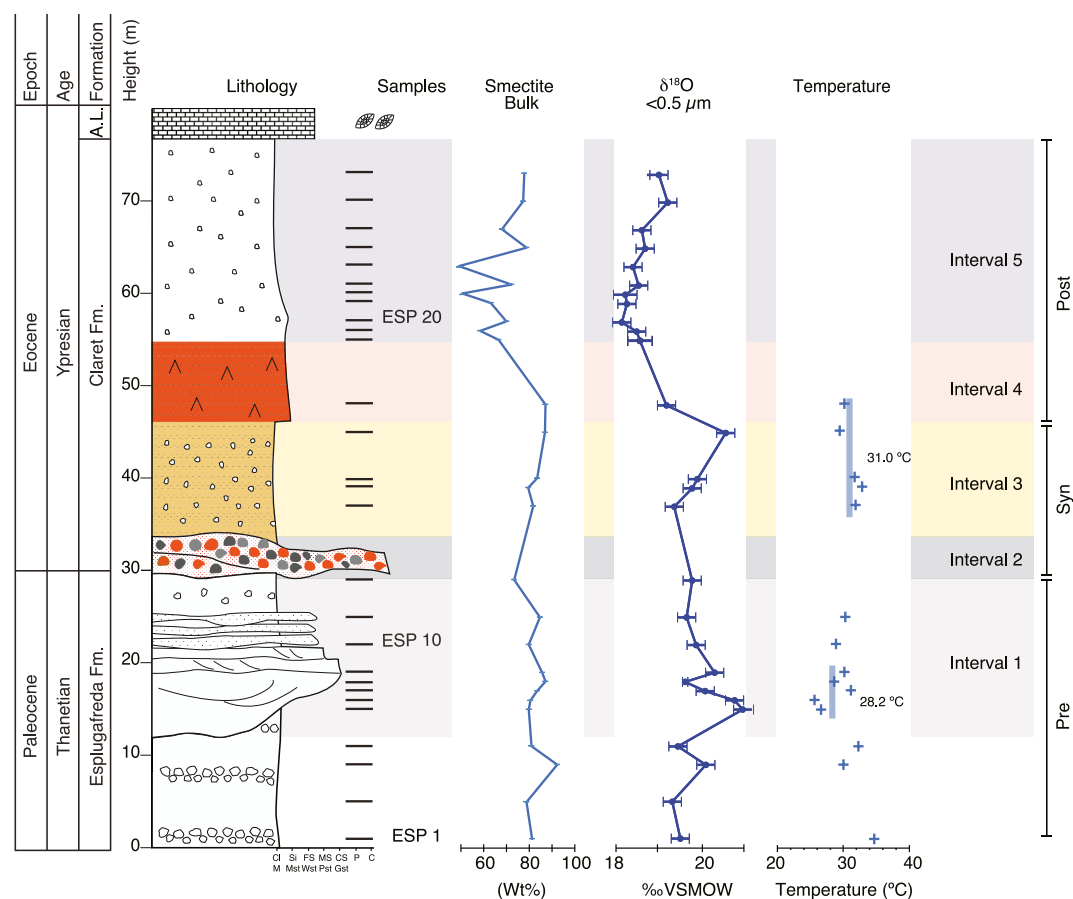 Epoch
Age
Formation
Height (m)
Lithology
Samples
Smectite
Bulk
δ18O
<0.5 µm
Temperature
A.L.
Eocene
Ypresian
Claret Fm.
Paleocene
Thanetian
Esplugafreda Fm.
70
60
50
40
30
20
10
0
ESP 20
ESP 10
ESP 1
31.0 ºC
28.2 ºC
Interval 5
Interval 4
Interval 3
Interval 2
Interval 1
Post
Syn
Pre
Cl Si FS MS CS P C
M Mst Wst Pst Gst
60 80 100
(Wt%)
18 20
‰VSMOW
20 30 40
Temperature (ºC)